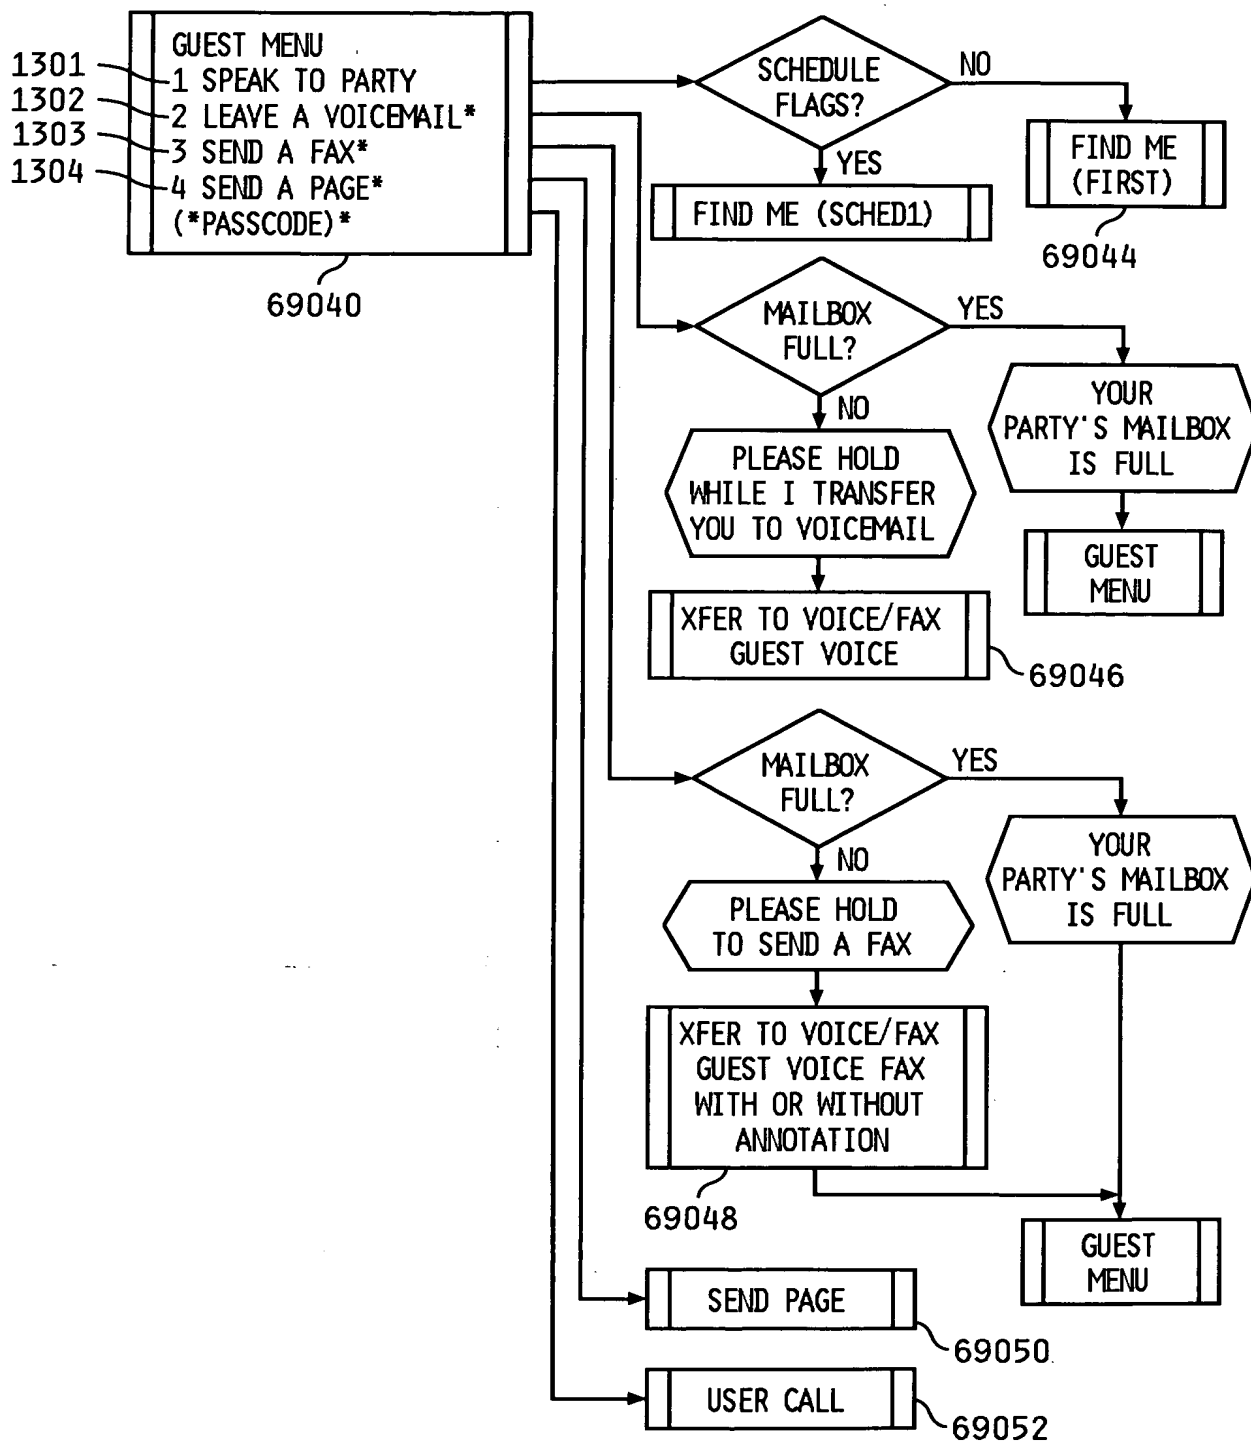 GUEST MENU
1301
1 SPEAK TO PARTY
1302
2 LEAVE A VOICEMAIL*
1303
3 SEND A FAX*
1304
4 SEND A PAGE*
(*PASSCODE)*
69040
SCHEDULE
FLAGS?
NO
YES
FIND ME
(FIRST)
69044
FIND ME (SCHED1)
MAILBOX
FULL?
YES
NO
YOUR
PARTY'S MAILBOX
IS FULL
GUEST
MENU
PLEASE HOLD
WHILE I TRANSFER
YOU TO VOICEMAIL
XFER TO VOICE/FAX
GUEST VOICE
69046
MAILBOX
FULL?
YES
NO
YOUR
PARTY'S MAILBOX
IS FULL
PLEASE HOLD
TO SEND A FAX
XFER TO VOICE/FAX
GUEST VOICE FAX
WITH OR WITHOUT
ANNOTATION
69048
GUEST
MENU
SEND PAGE
69050
USER CALL
69052